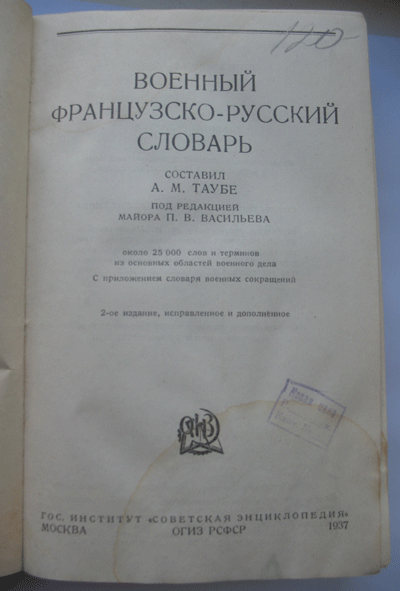 120
ВОЕННЫЙ
ФРАНЦУЗСКО-РУССКИЙ
СЛОВАРЬ
СОСТАВИЛ
А. М. ТАУБЕ
ПОД РЕДАКЦИЕЙ
МАЙОРА П. В. ВАСИЛЬЕВА
около 25 000 слов и терминов
из основных областей военного дела
С приложением словаря военных сокращений
2-ое издание, исправленное и дополненное
ГОС. ИНСТИТУТ «СОВЕТСКАЯ ЭНЦИКЛОПЕДИЯ»
МОСКВА ОГИЗ РСФСР 1937